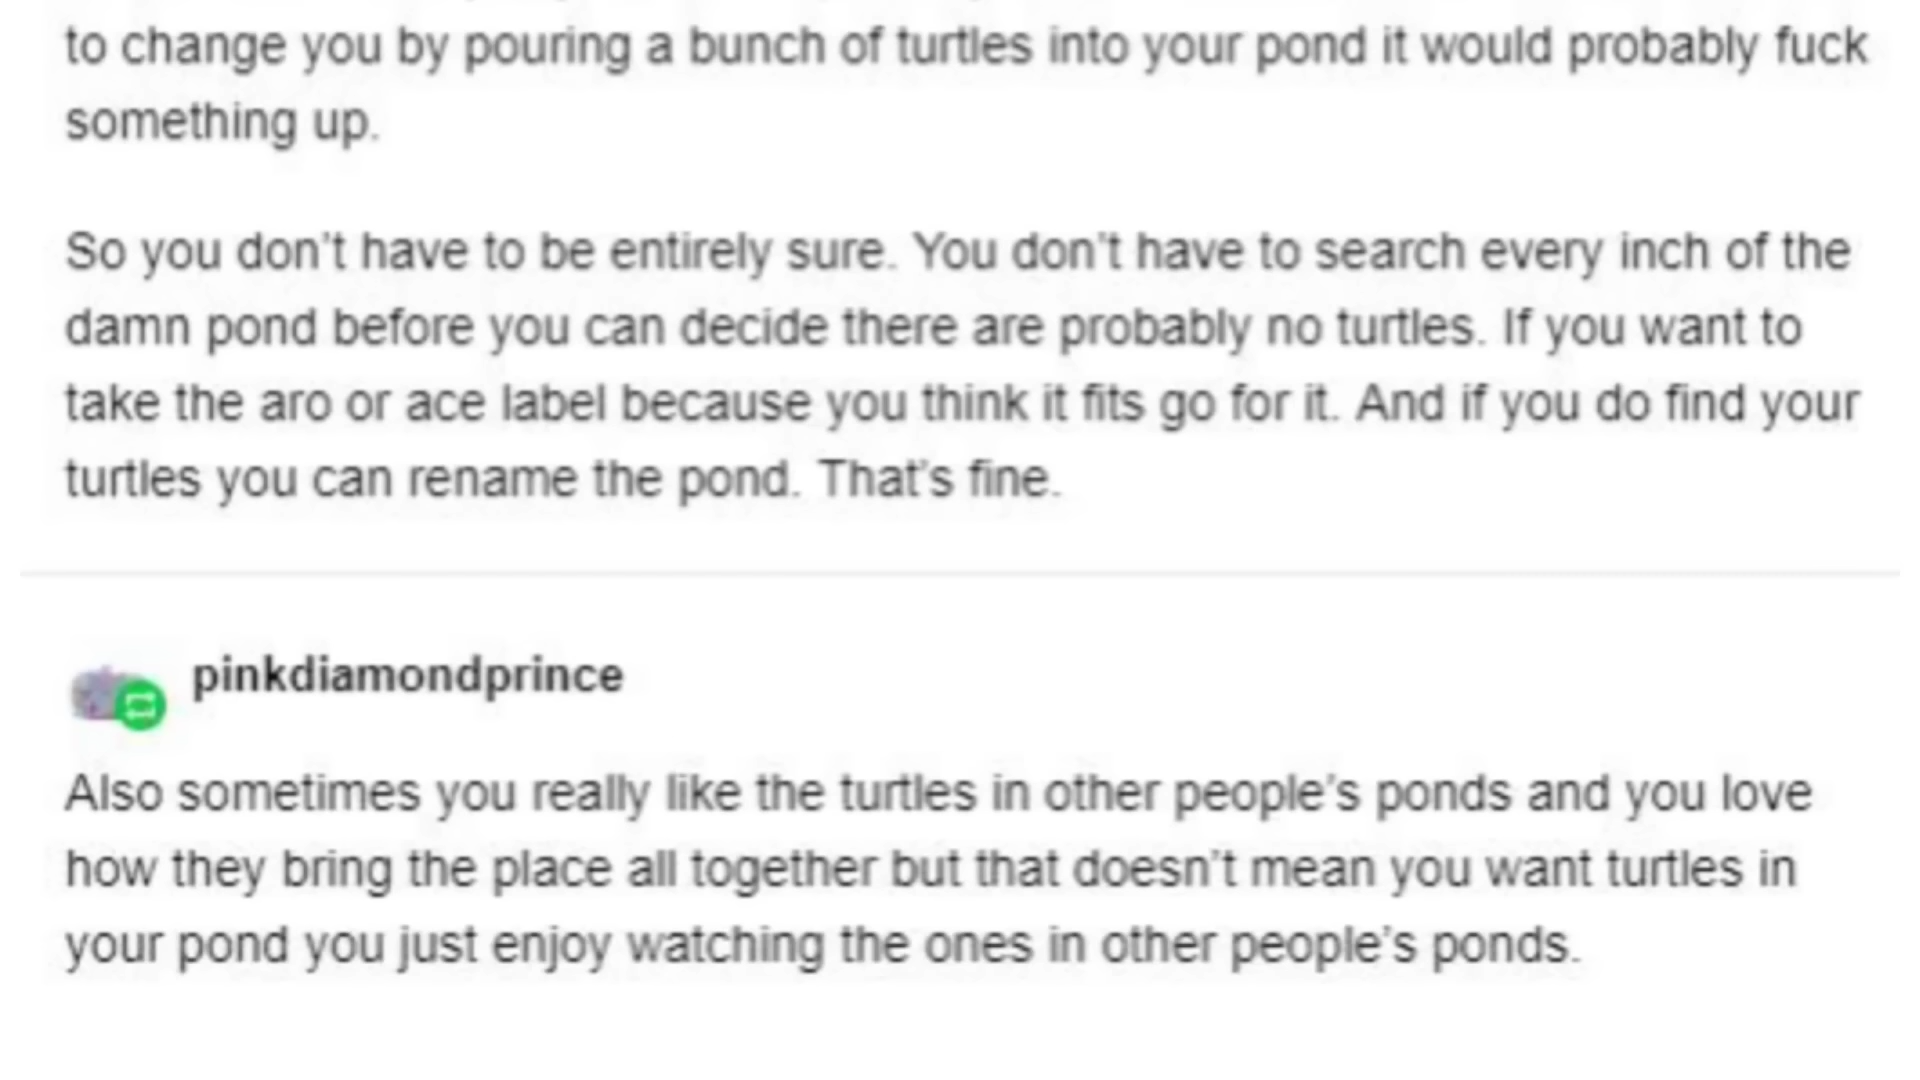 to change you by pouring a bunch of turtles into your pond it would probably fuck
something up.
So you don't have to be entirely sure. You don't have to search every inch of the
damn pond before you can decide there are probably no turtles. If you want to
take the aro or ace label because you think it fits go for it. And if you do find your
turtles you can rename the pond. That's fine.
pinkdiamondprince
Also sometimes you really like the turtles in other people's ponds and you love
how they bring the place all together but that doesn't mean you want turtles in
your pond you just enjoy watching the ones in other people's ponds.